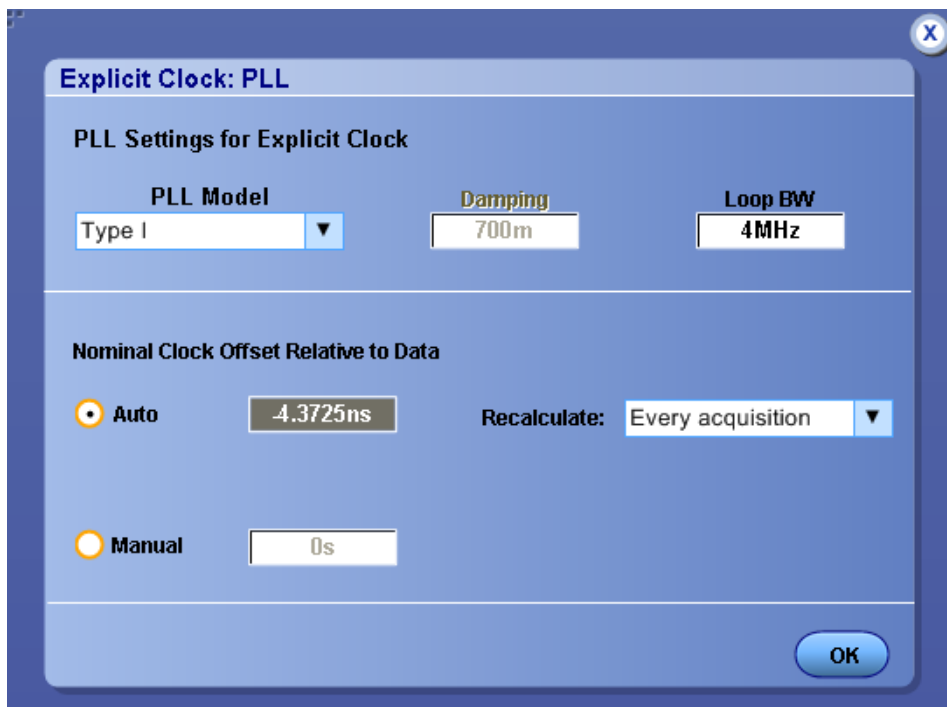 X
Explicit Clock: PLL
PLL Settings for Explicit Clock
PLL Model
Damping
Loop BW
Type I
700m
4MHz
Nominal Clock Offset Relative to Data
Auto
-4.3725ns
Recalculate:
Every acquisition
Manual
0s
OK